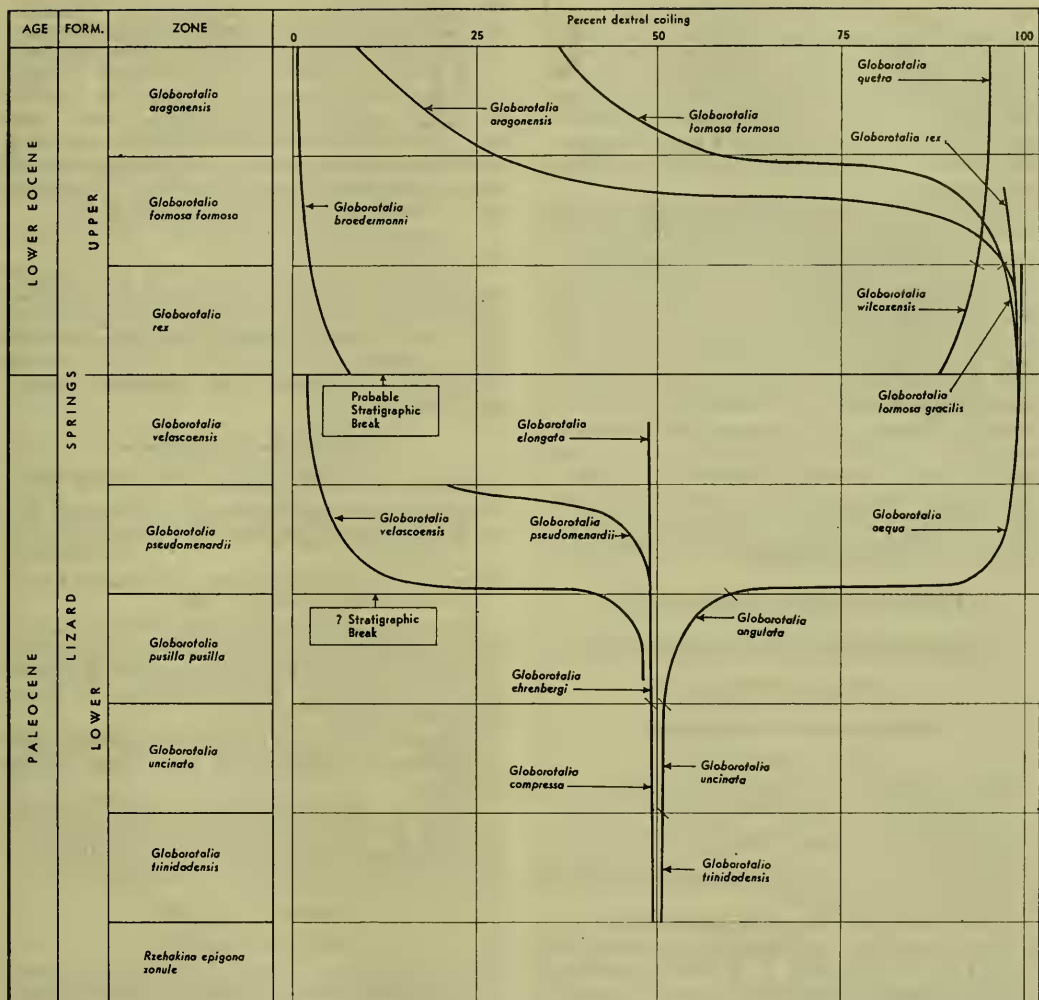 AGE
FORM.
ZONE
Percent dextral coiling
0
25
50
75
100
LOWER EOCENE
PALEOCENE
UPPER
LIZARD SPRINGS
LOWER
Globorotalia
aragonensis
Globorotalia
formosa formosa
Globorotalia
rex
Globorotalia
velascoensis
Globorotalia
pseudomenardii
Globorotalia
pusilla pusilla
Globorotalia
uncinata
Globorotalia
trinidadensis
Rzehakina epigona
zonule
Globorotalia
quetra
Globorotalia
aragonensis
Globorotalia
formosa formosa
Globorotalia rex
Globorotalia
broedermanni
Globorotalia
wilcoxensis
Globorotalia
formosa gracilis
Probable
Stratigraphic
Break
Globorotalia
elongata
Globorotalia
velascoensis
Globorotalia
pseudomenardii
Globorotalia
aequa
? Stratigraphic
Break
Globorotalia
angulata
Globorotalia
ehrenbergi
Globorotalia
compressa
Globorotalia
uncinata
Globorotalia
trinidadensis